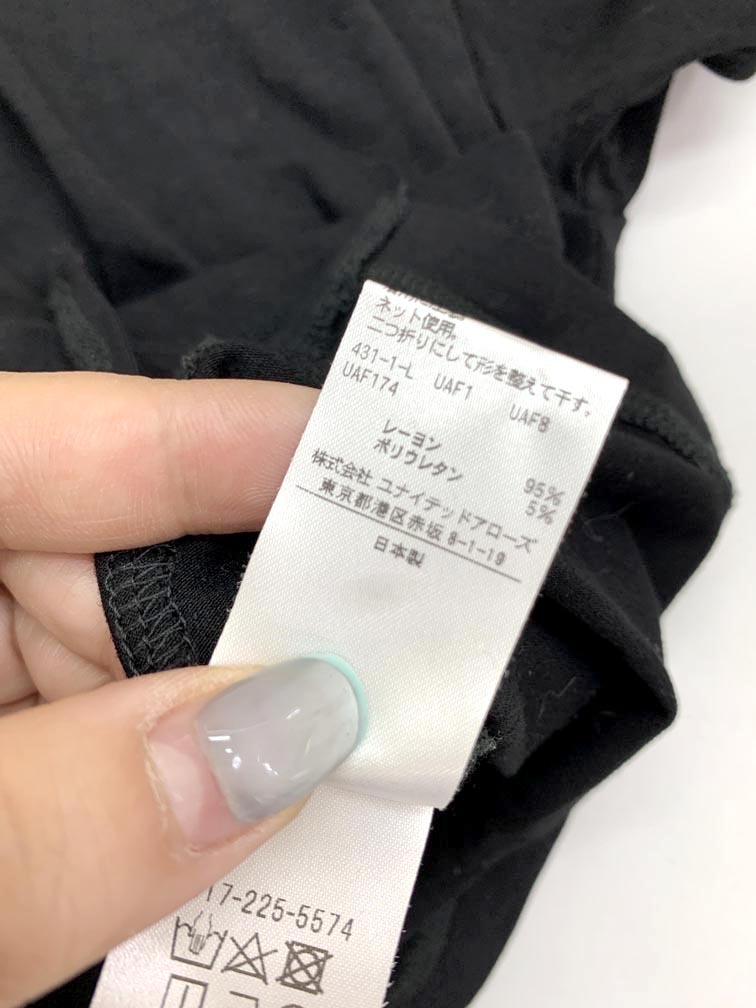 ネット使用。
二つ折りにして形を整えて干す。
431-1-L UAF1 UAF8
UAF174
レーヨン 95%
ポリウレタン 5%
株式会社 ユナイテッドアローズ
東京都港区赤坂 8-1-19
日本製
17-225-5574